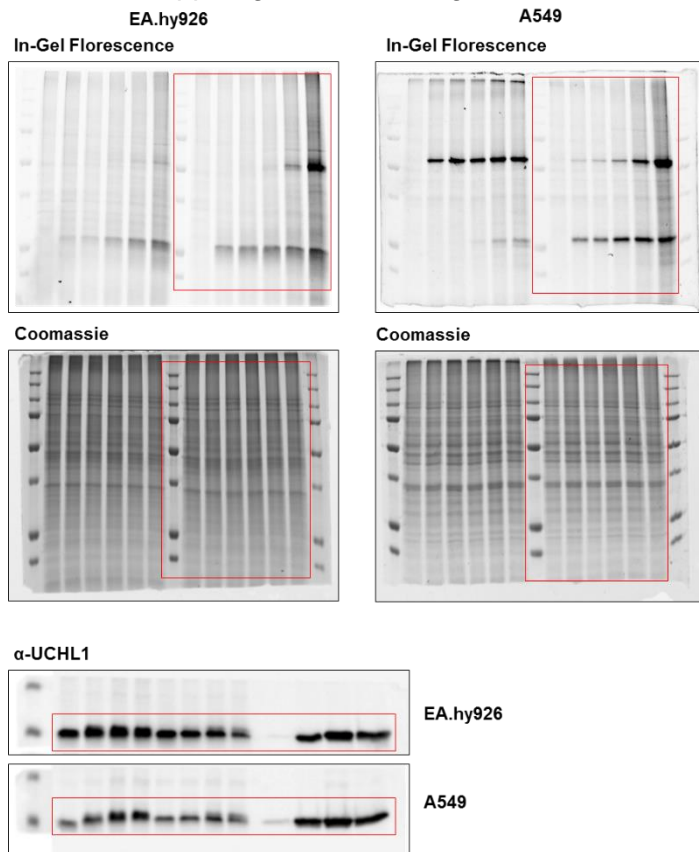 EA.hy926
A549
In-Gel Florescence
In-Gel Florescence
Coomassie
Coomassie
α-UCHL1
EA.hy926
A549